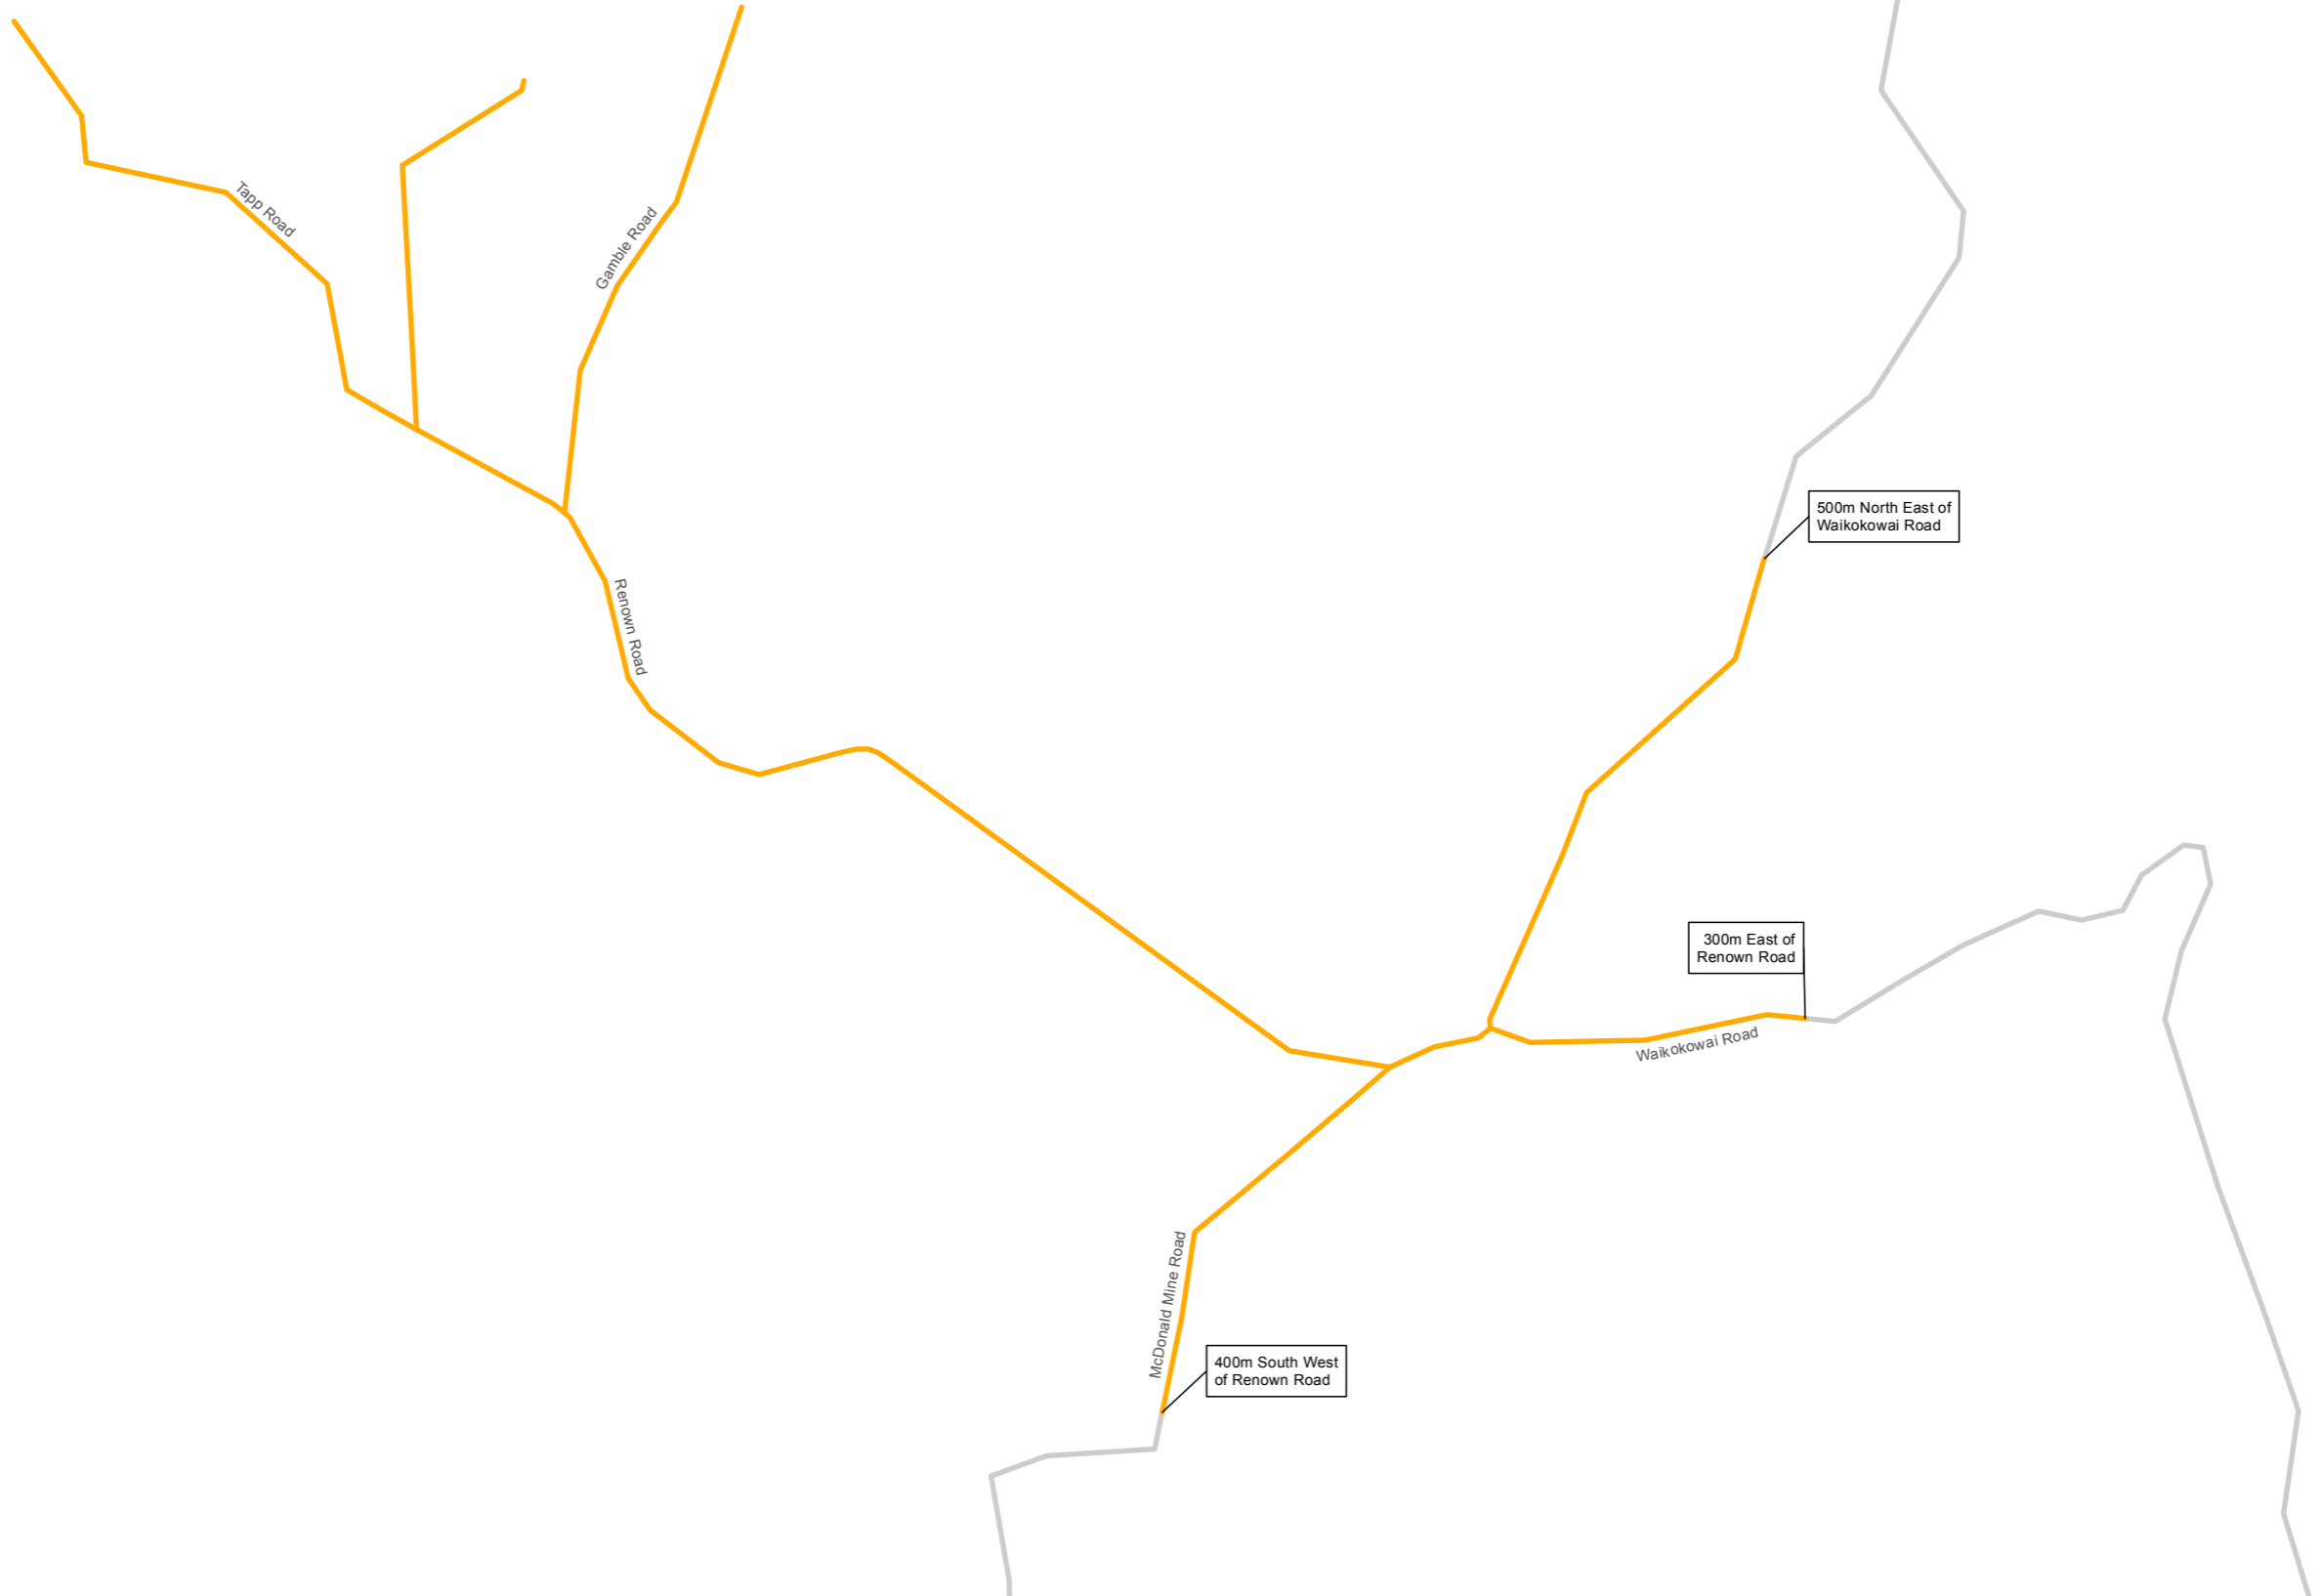 Tapp Road
Gamble Road
500m North East of
Waikokowai Road
Renown Road
300m East of
Renown Road
Waikokowai Road
McDonald Mine Road
400m South West
of Renown Road